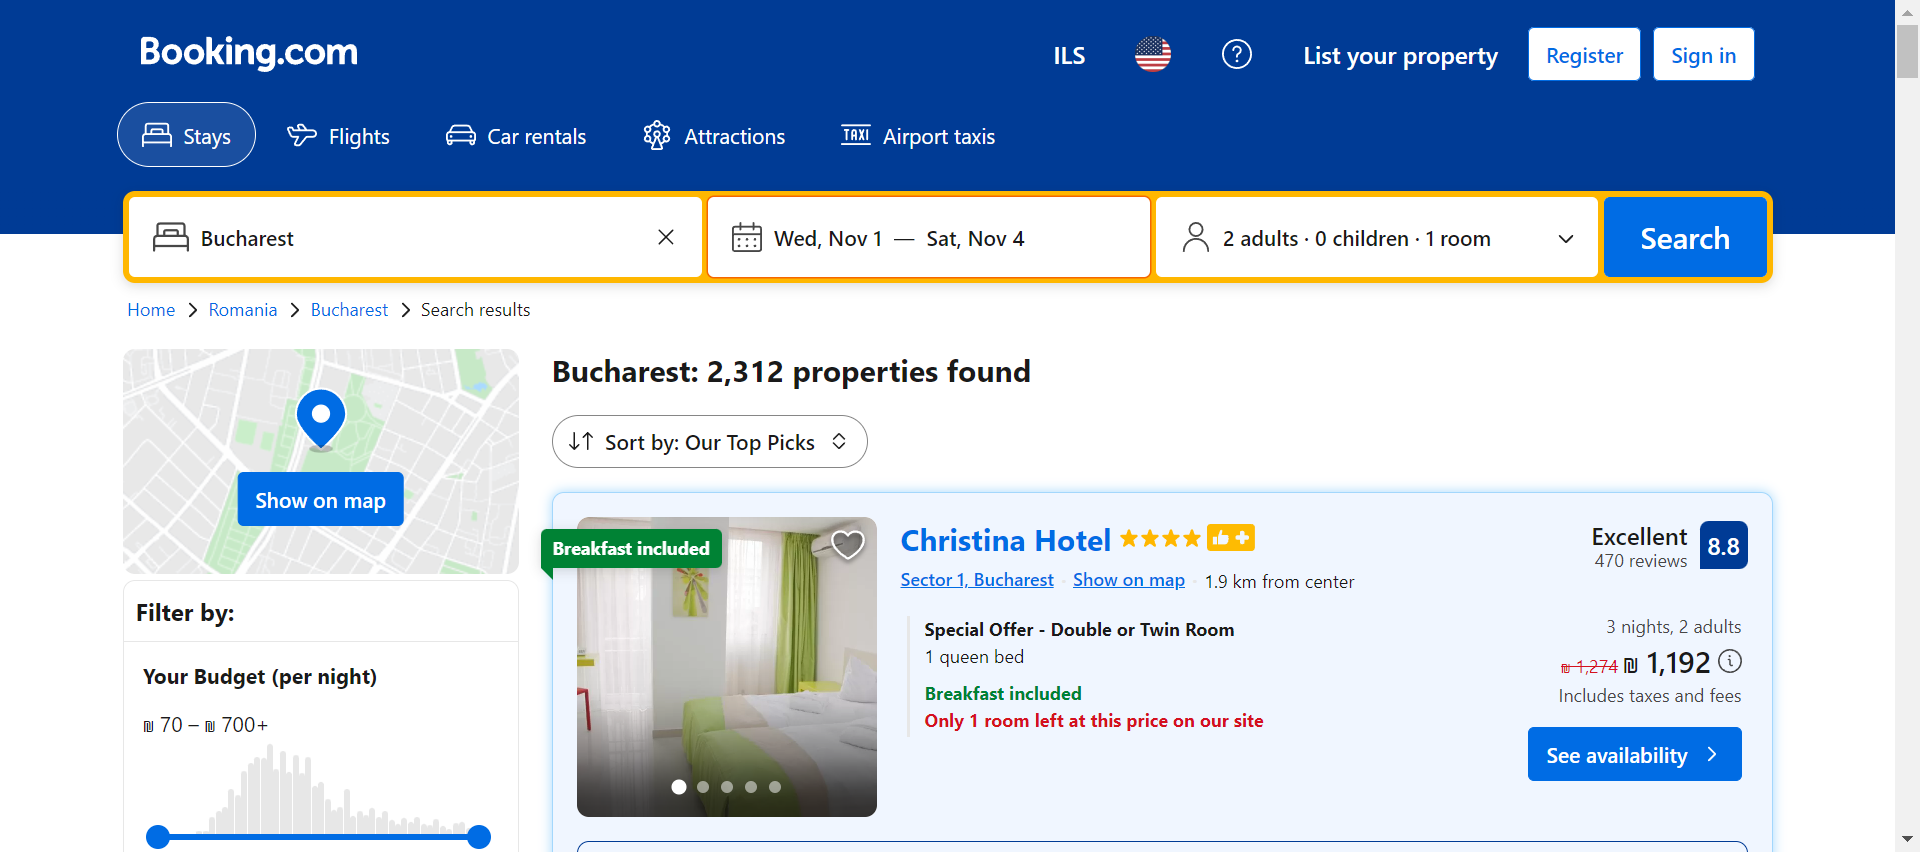 Booking.com
ILS
List your property
Register
Sign in
Stays
Flights
Car rentals
Attractions
TAXI
Airport taxis
Bucharest
Wed, Nov 1 — Sat, Nov 4
2 adults · 0 children · 1 room
Search
Home > Romania > Bucharest > Search results
Show on map
Filter by:
Your Budget (per night)
₪ 70 – ₪ 700+
Bucharest: 2,312 properties found
Sort by: Our Top Picks
Breakfast included
Christina Hotel
Sector 1, Bucharest
Show on map
1.9 km from center
Special Offer - Double or Twin Room
1 queen bed
Breakfast included
Only 1 room left at this price on our site
Excellent
470 reviews
8.8
3 nights, 2 adults
₪ 1,274 ₪ 1,192
Includes taxes and fees
See availability